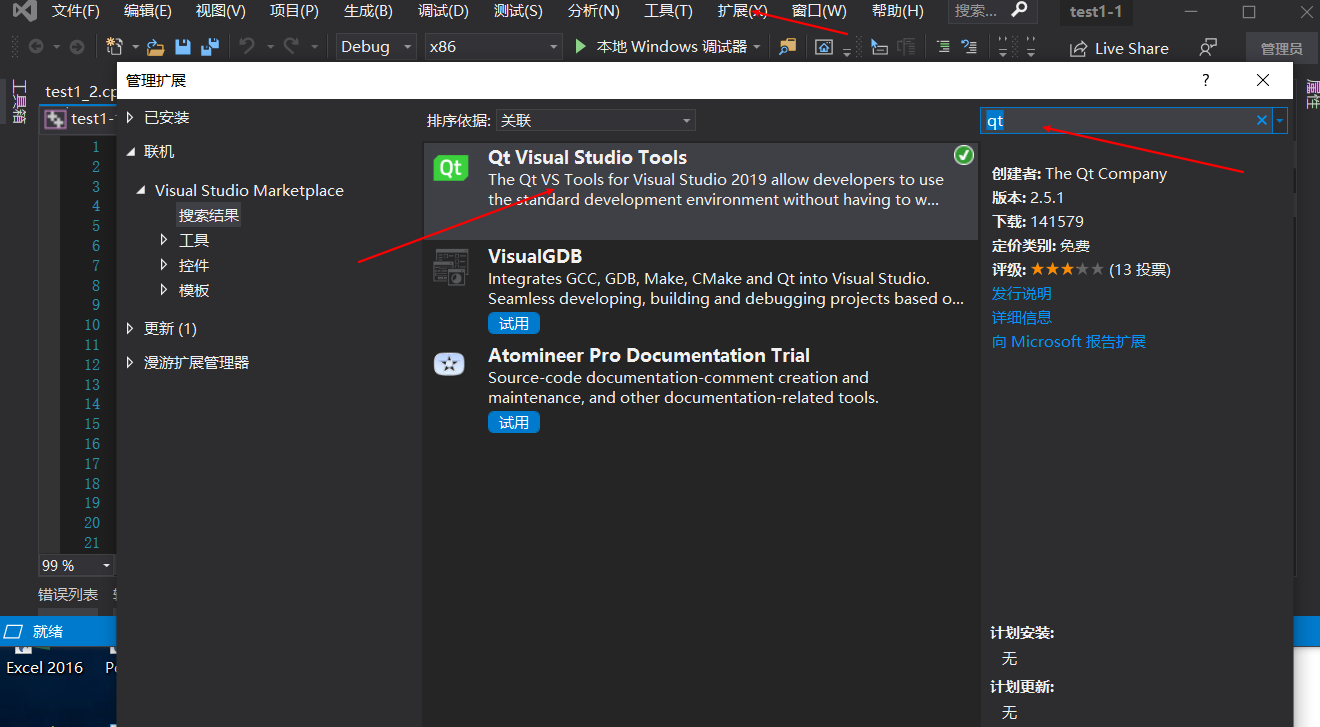 文件(F) 编辑(E) 视图(V) 项目(P) 生成(B) 调试(D) 测试(S) 分析(N) 工具(T) 扩展(X) 窗口(W) 帮助(H) 搜索... test1-1
Debug x86 本地 Windows 调试器 Live Share 管理员
工具箱
属性
test1_2.cp
test1-
管理扩展 ?
已安装
联机
Visual Studio Marketplace
搜索结果
工具
控件
模板
更新 (1)
漫游扩展管理器
排序依据: 关联
Qt
Qt Visual Studio Tools
The Qt VS Tools for Visual Studio 2019 allow developers to use
the standard development environment without having to w...
VisualGDB
Integrates GCC, GDB, Make, CMake and Qt into Visual Studio.
Seamless developing, building and debugging projects based o...
试用
Atomineer Pro Documentation Trial
Source-code documentation-comment creation and
maintenance, and other documentation-related tools.
试用
qt
创建者: The Qt Company
版本: 2.5.1
下载: 141579
定价类别: 免费
评级: ★★★★★ (13 投票)
发行说明
详细信息
向 Microsoft 报告扩展
计划安装:
无
计划更新:
无
1
2
3
4
5
6
7
8
9
10
11
12
13
14
15
16
17
18
19
20
21
99 %
错误列表
就绪
Excel 2016